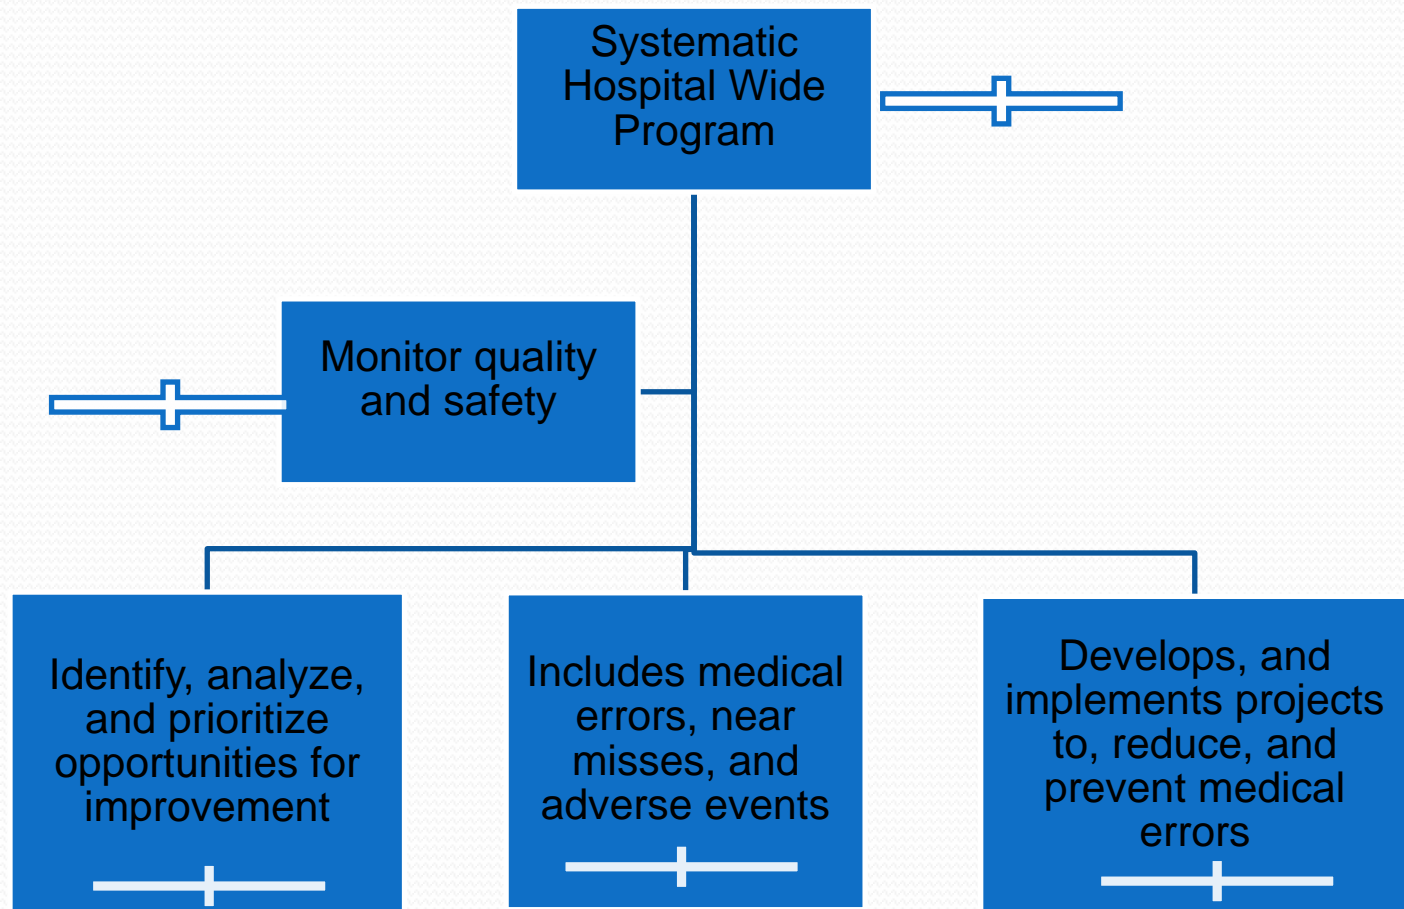 Systematic
Hospital Wide
Program
Monitor quality
and safety
Identify, analyze,
and prioritize
opportunities for
improvement
Includes medical
errors, near
misses, and
adverse events
Develops, and
implements projects
to, reduce, and
prevent medical
errors